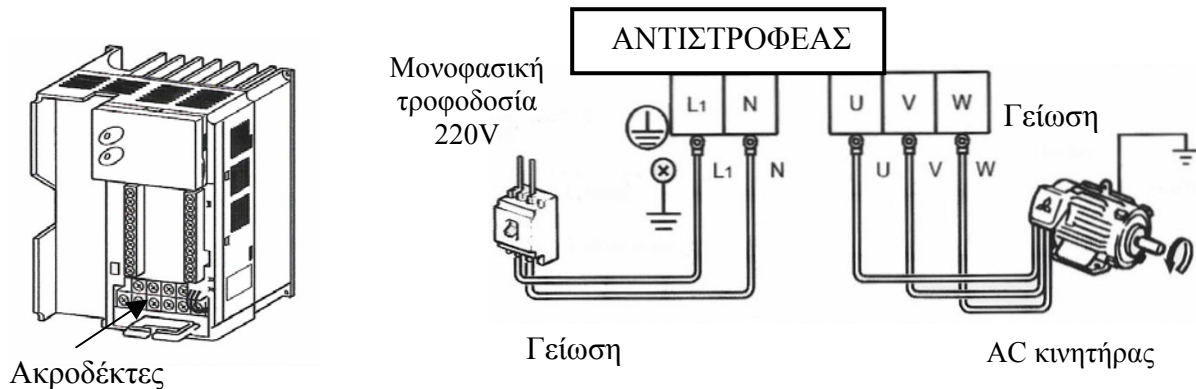 ΑΝΤΙΣΤΡΟΦΕΑΣ
Μονοφασική
τροφοδοσία
220V
L1 N U V W
Γείωση
L1 N U V W
Γείωση
AC κινητήρας
Ακροδέκτες